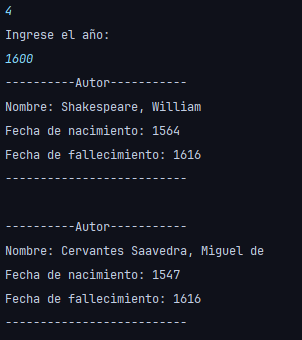 4
Ingrese el año:
1600
----------Autor-----------
Nombre: Shakespeare, William
Fecha de nacimiento: 1564
Fecha de fallecimiento: 1616
--------------------------
----------Autor-----------
Nombre: Cervantes Saavedra, Miguel de
Fecha de nacimiento: 1547
Fecha de fallecimiento: 1616
--------------------------